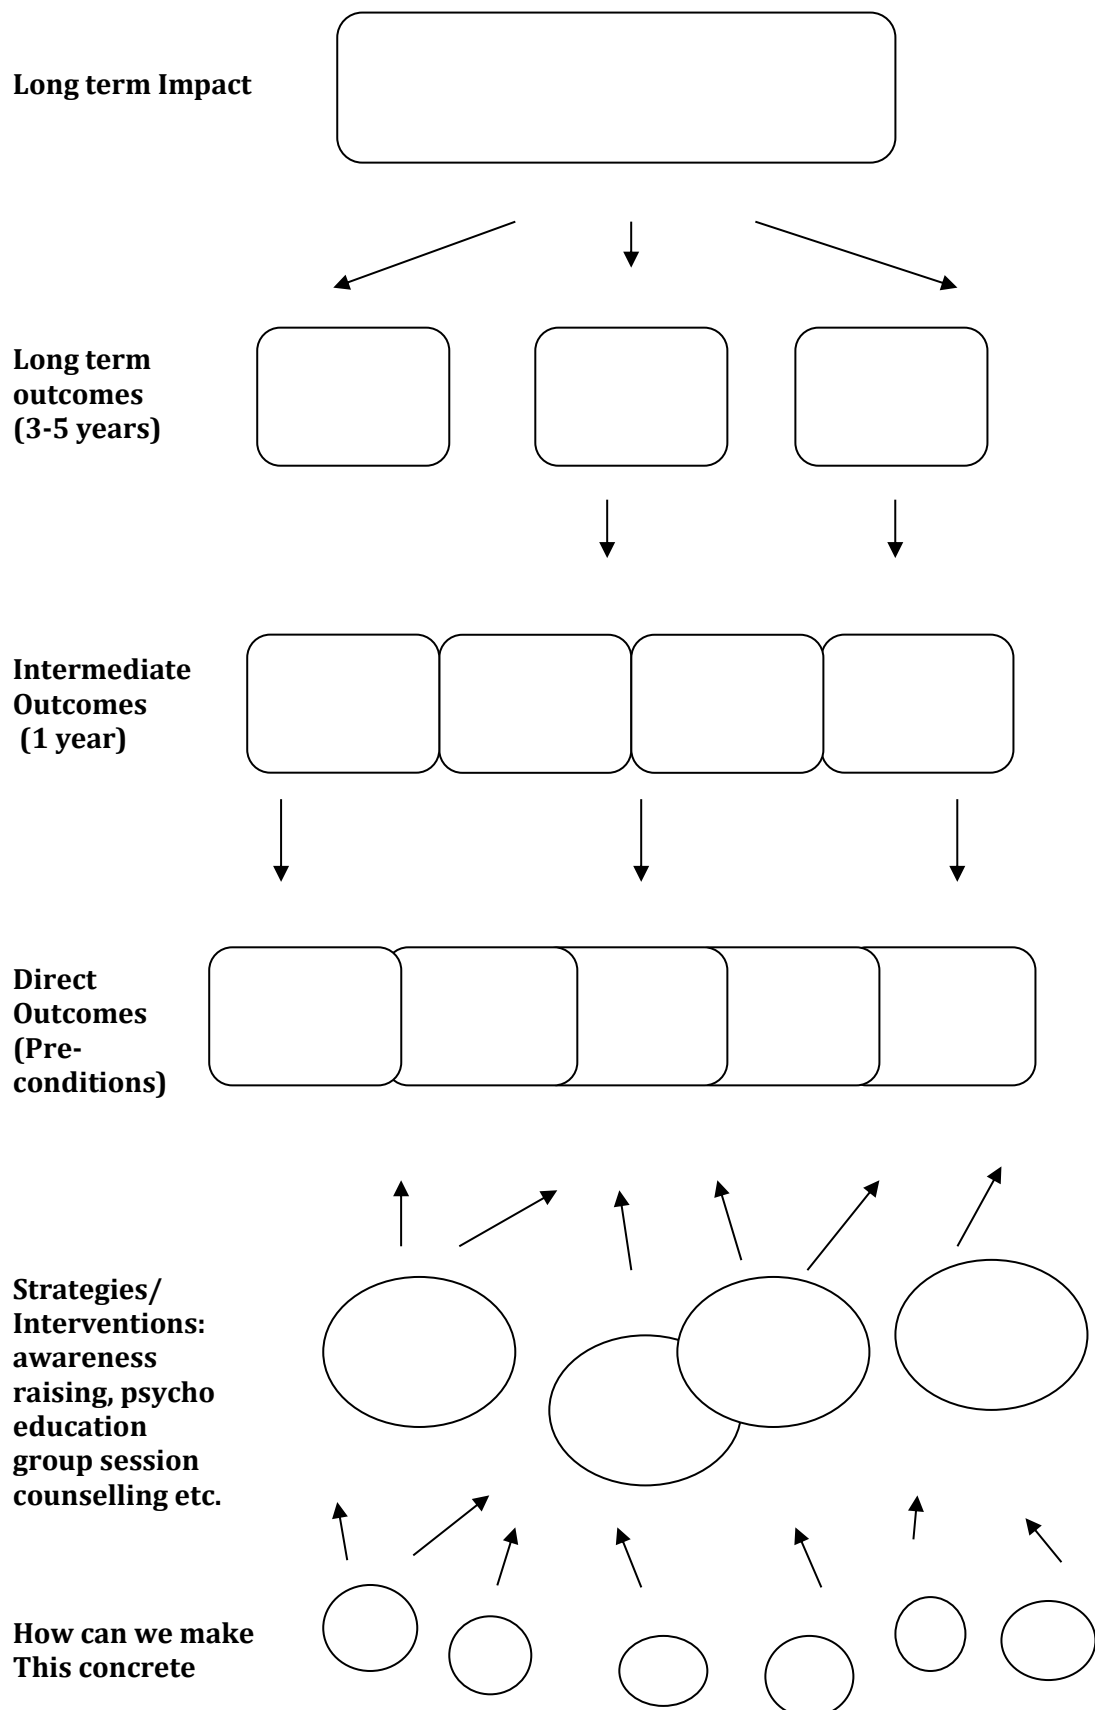 Long term Impact
Long term
outcomes
(3-5 years)
Intermediate
Outcomes
(1 year)
Direct
Outcomes
(Pre-
conditions)
Strategies/
Interventions:
awareness
raising, psycho
education
group session
counselling etc.
How can we make
This concrete